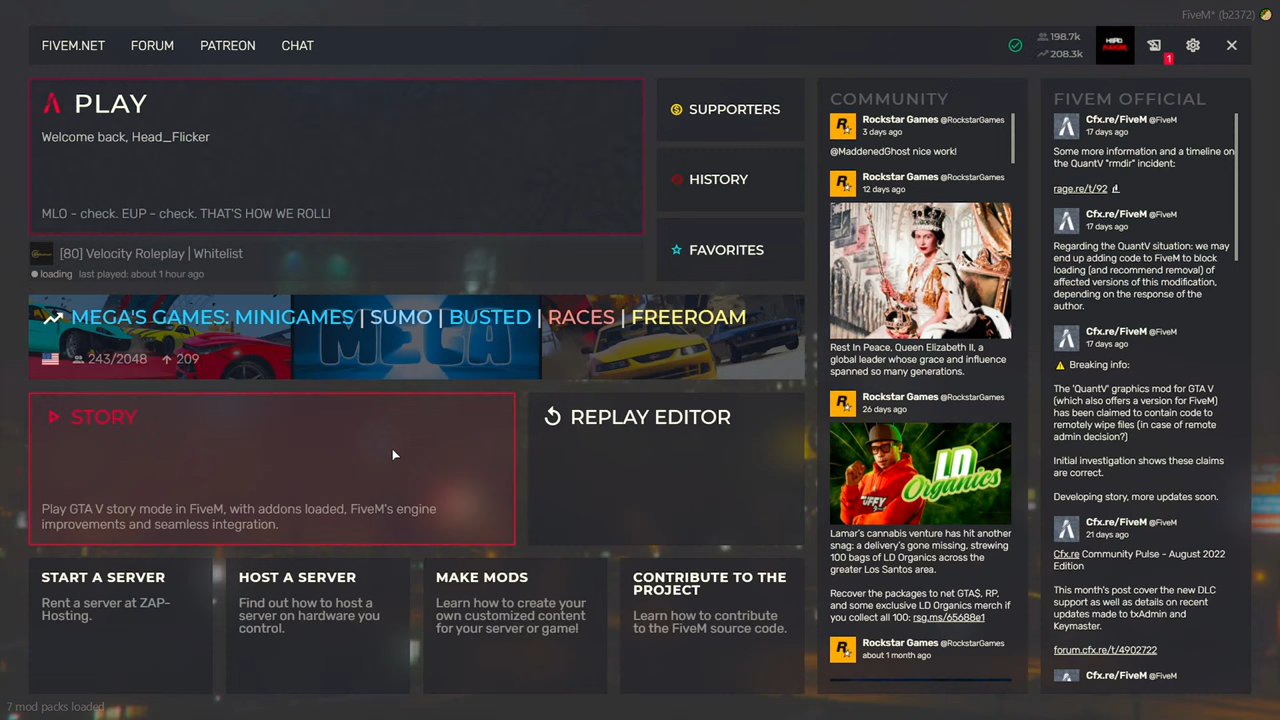 FiveM* (b2372)
FIVEM.NET
FORUM
PATREON
CHAT
198.7k
208.3k
1
PLAY
Welcome back, Head_Flicker
MLO - check. EUP - check. THAT'S HOW WE ROLL!
[80] Velocity Roleplay | Whitelist
loading last played: about 1 hour ago
SUPPORTERS
HISTORY
FAVORITES
MEGA'S GAMES: MINIGAMES | SUMO | BUSTED | RACES | FREEROAM
MEGA
243/2048
209
STORY
Play GTA V story mode in FiveM, with addons loaded, FiveM's engine
improvements and seamless integration.
REPLAY EDITOR
START A SERVER
Rent a server at ZAP-
Hosting.
HOST A SERVER
Find out how to host a
server on hardware you
control.
MAKE MODS
Learn how to create your
own customized content
for your server or game!
CONTRIBUTE TO THE
PROJECT
Learn how to contribute
to the FiveM source code.
COMMUNITY
Rockstar Games @RockstarGames
3 days ago
@MaddenedGhost nice work!
Rockstar Games @RockstarGames
12 days ago
Rest In Peace, Queen Elizabeth II, a
global leader whose grace and influence
spanned so many generations.
Rockstar Games @RockstarGames
26 days ago
LD
Organics
Lamar's cannabis venture has hit another
snag: a delivery's gone missing, strewing
100 bags of LD Organics across the
greater Los Santos area.
Recover the packages to net GTA$, RP,
and some exclusive LD Organics merch if
you collect all 100: rsg.ms/65688e1
Rockstar Games @RockstarGames
about 1 month ago
FIVEM OFFICIAL
Cfx.re/FiveM @FiveM
17 days ago
Some more information and a timeline on
the QuantV "rmdir" incident:
rage.re/t/92
Cfx.re/FiveM @FiveM
17 days ago
Regarding the QuantV situation: we may
end up adding code to FiveM to block
loading (and recommend removal) of
affected versions of this modification,
depending on the response of the
author.
Cfx.re/FiveM @FiveM
17 days ago
Breaking info:
The 'QuantV' graphics mod for GTA V
(which also offers a version for FiveM)
has been claimed to contain code to
remotely wipe files (in case of remote
admin decision?)
Initial investigation shows these claims
are correct.
Developing story, more updates soon.
Cfx.re/FiveM @FiveM
21 days ago
Cfx.re Community Pulse - August 2022
Edition
This month's post cover the new DLC
support as well as details on recent
updates made to txAdmin and
Keymaster.
forum.cfx.re/t/4902722
Cfx.re/FiveM @FiveM
7 mod packs loaded